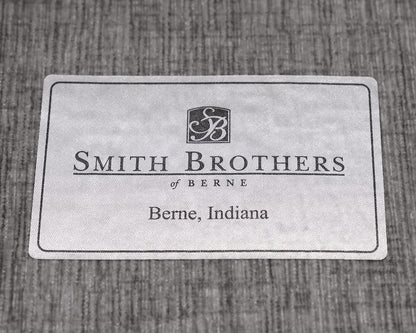 SB
SMITH BROTHERS
of BERNE
Berne, Indiana